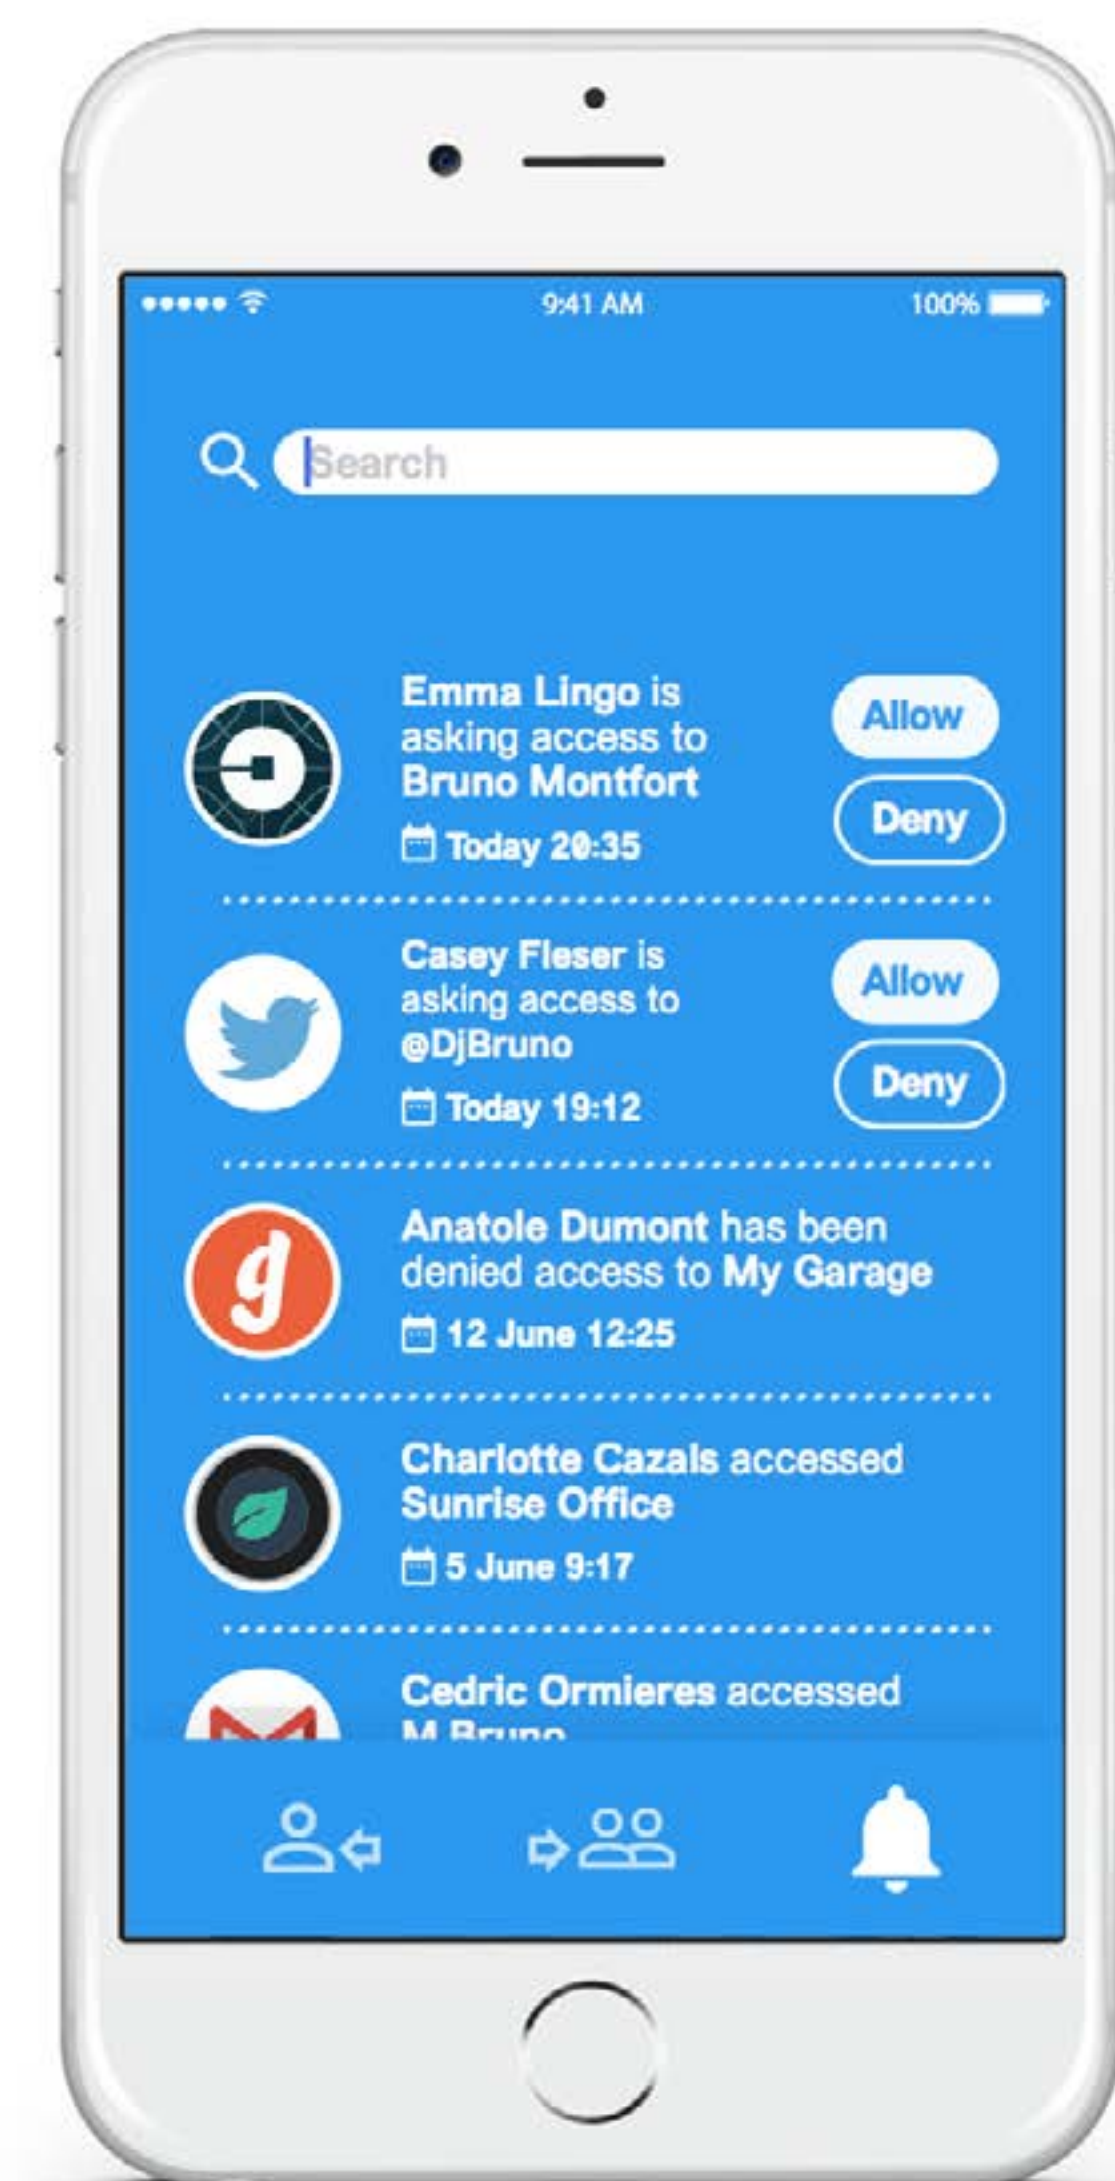 9:41 AM 100%
Search
Emma Lingo is
asking access to
Bruno Montfort
Today 20:35
Allow
Deny
Casey Fleser is
asking access to
@DjBruno
Today 19:12
Allow
Deny
g
Anatole Dumont has been
denied access to My Garage
12 June 12:25
Charlotte Cazals accessed
Sunrise Office
5 June 9:17
Cedric Ormieres accessed
M Bruno